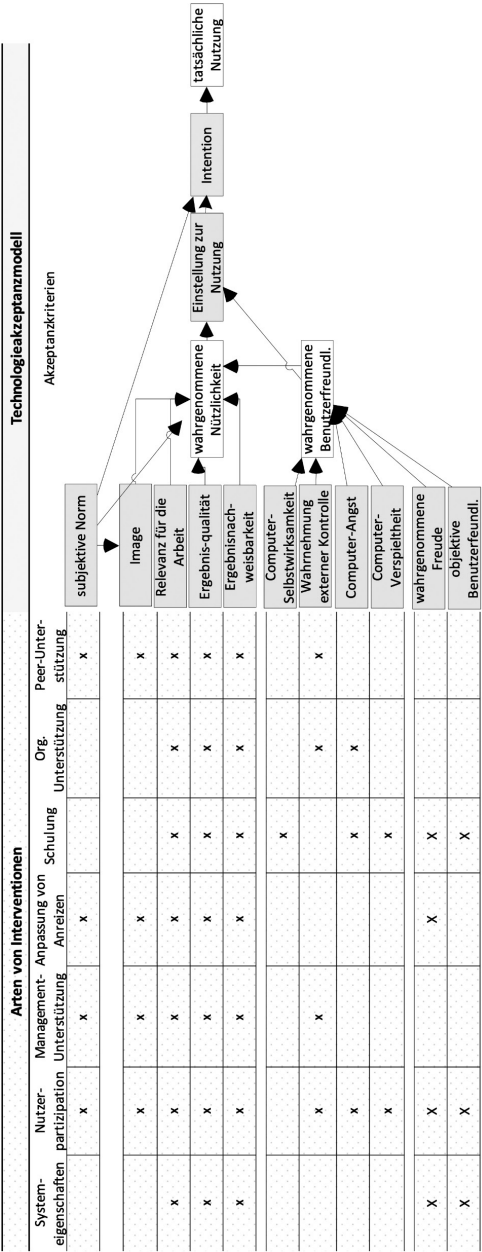 Arten von Interventionen
Technologieakzeptanzmodell
System-
eigenschaften
Nutzer-
partizipation
Management-
Unterstützung
Anpassung von
Anreizen
Schulung
Org.
Unterstützung
Peer-Unter-
stützung
Akzeptanzkriterien
x x x x
subjektive Norm
x x x x
Image
x x x x x x x
Relevanz für die
Arbeit
x x x x x x x
Ergebnis-qualität
x x x x x x x
Ergebnisnach-
weisbarkeit
x
Computer-
Selbstwirksamkeit
x x x x
Wahrnehmung
externer Kontrolle
x x x
Computer-Angst
x x
Computer-
Verspieltheit
X X X X
wahrgenommene
Freude
X X X
objektive
Benutzerfeundl.
wahrgenommene
Nützlichkeit
wahrgenommene
Benutzerfreundl.
Einstellung zur
Nutzung
Intention
tatsächliche
Nutzung